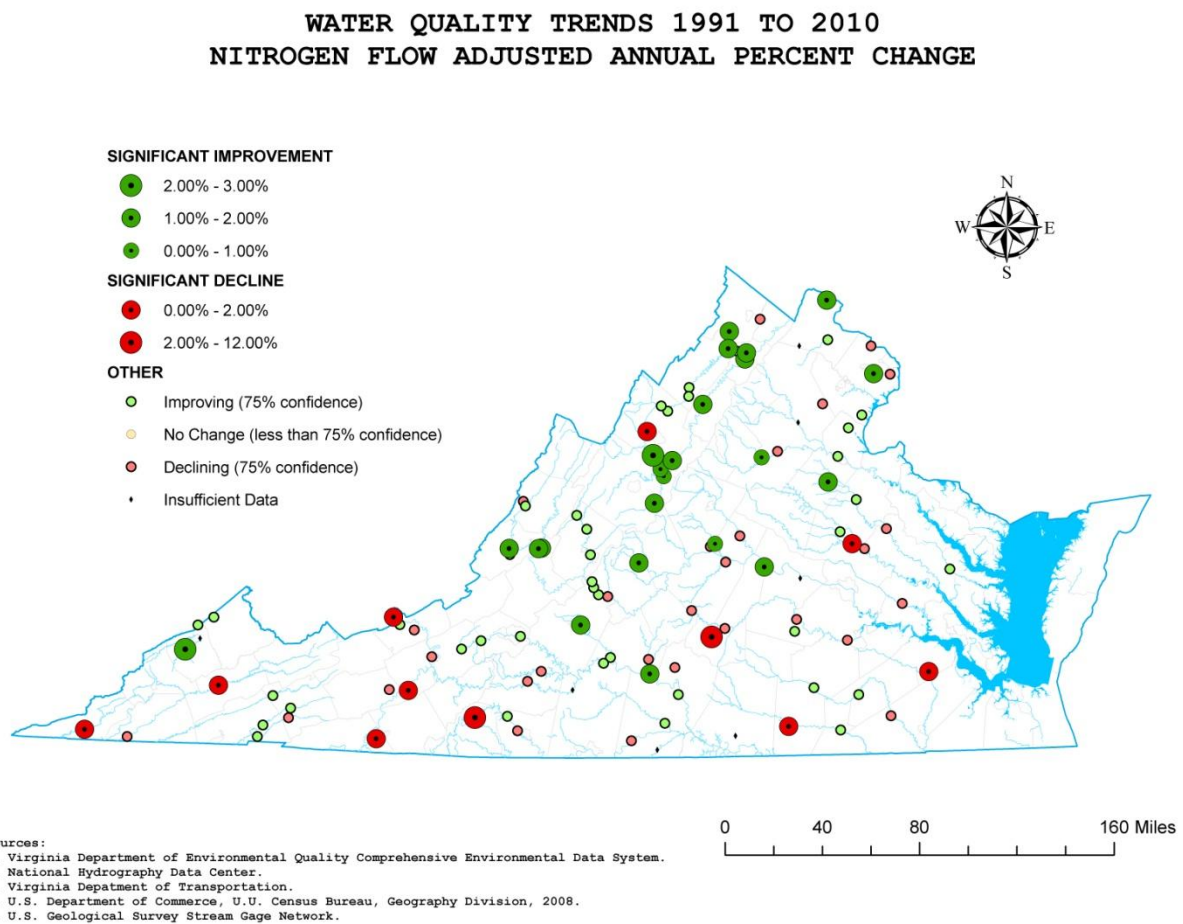 WATER QUALITY TRENDS 1991 TO 2010
NITROGEN FLOW ADJUSTED ANNUAL PERCENT CHANGE
SIGNIFICANT IMPROVEMENT
2.00% - 3.00%
1.00% - 2.00%
0.00% - 1.00%
SIGNIFICANT DECLINE
0.00% - 2.00%
2.00% - 12.00%
OTHER
Improving (75% confidence)
No Change (less than 75% confidence)
Declining (75% confidence)
Insufficient Data
N
W E
S
0 40 80 160 Miles
urces:
Virginia Department of Environmental Quality Comprehensive Environmental Data System.
National Hydrography Data Center.
Virginia Depatment of Transportation.
U.S. Department of Commerce, U.U. Census Bureau, Geography Division, 2008.
U.S. Geological Survey Stream Gage Network.